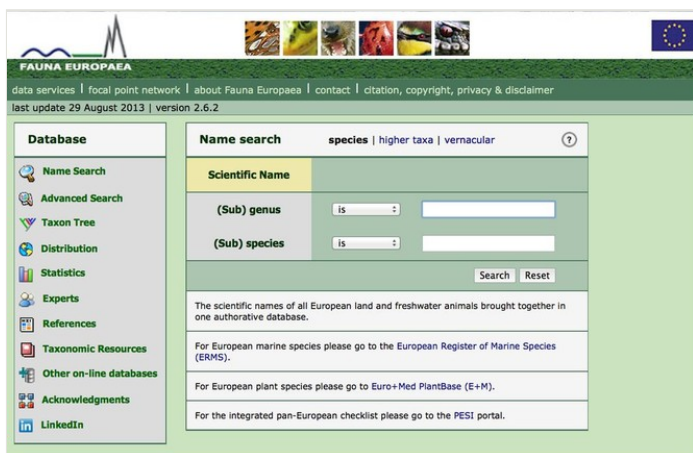 FAUNA EUROPAEA
data services | focal point network | about Fauna Europaea | contact | citation, copyright, privacy & disclaimer
last update 29 August 2013 | version 2.6.2
Database
Name Search
Advanced Search
Taxon Tree
Distribution
Statistics
Experts
References
Taxonomic Resources
Other on-line databases
Acknowledgments
LinkedIn
Name search species | higher taxa | vernacular ?
Scientific Name
(Sub) genus is
(Sub) species is
Search Reset
The scientific names of all European land and freshwater animals brought together in
one authorative database.
For European marine species please go to the European Register of Marine Species
(ERMS).
For European plant species please go to Euro+Med PlantBase (E+M).
For the integrated pan-European checklist please go to the PESI portal.